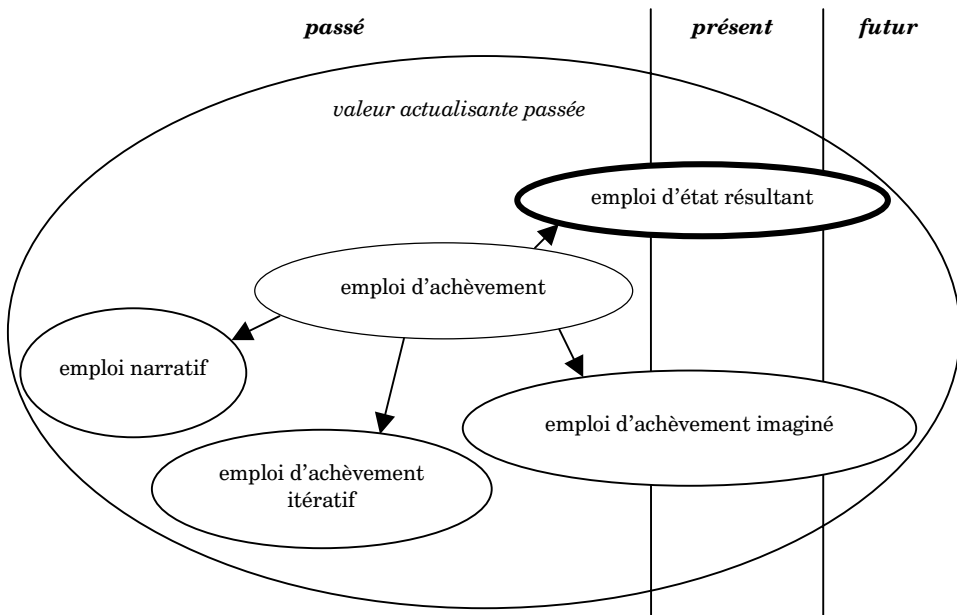 passé
présent
futur
valeur actualisante passée
emploi d'état résultant
emploi d'achèvement
emploi narratif
emploi d'achèvement imaginé
emploi d'achèvement
itératif